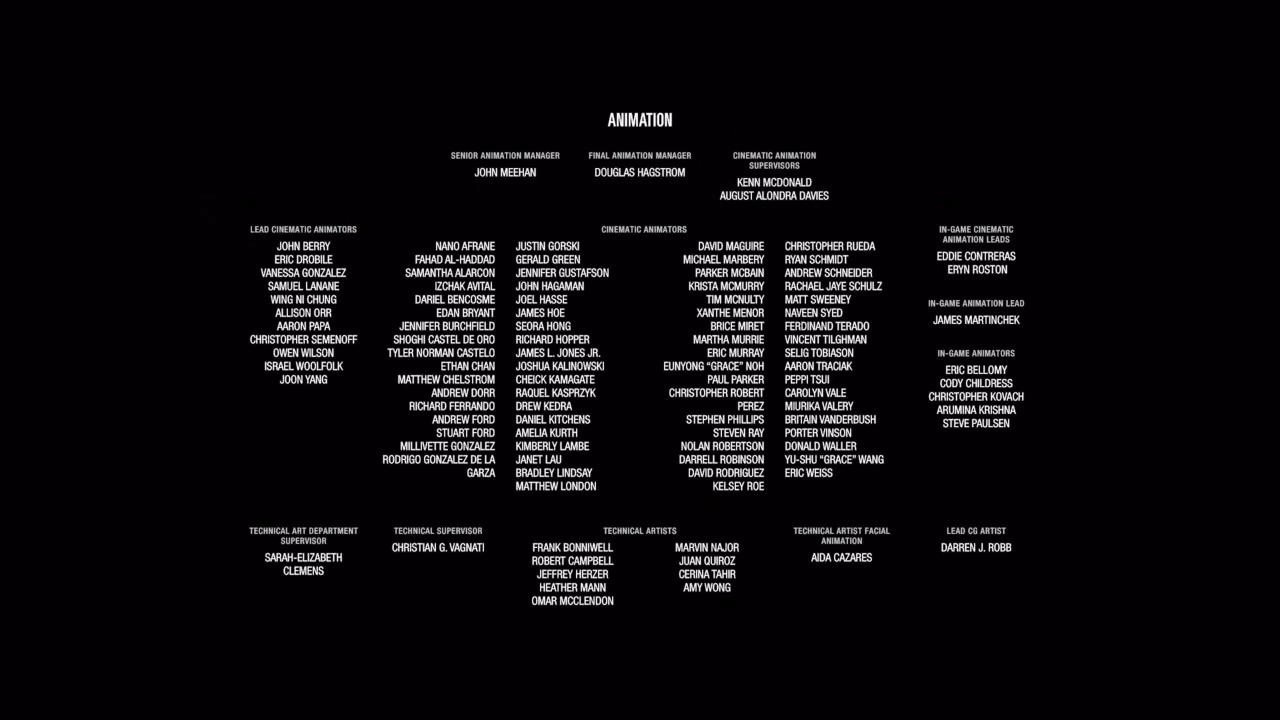 ANIMATION
SENIOR ANIMATION MANAGER
JOHN MEEHAN
FINAL ANIMATION MANAGER
DOUGLAS HAGSTROM
CINEMATIC ANIMATION
SUPERVISORS
KENN MCDONALD
AUGUST ALONDRA DAVIES
LEAD CINEMATIC ANIMATORS
JOHN BERRY
ERIC DROBILE
VANESSA GONZALEZ
SAMUEL LANANE
WING NI CHUNG
ALLISON ORR
AARON PAPA
CHRISTOPHER SEMENOFF
OWEN WILSON
ISRAEL WOOLFOLK
JOON YANG
CINEMATIC ANIMATORS
NANO AFRANE
FAHAD AL-HADDAD
SAMANTHA ALARCON
IZCHAK AVITAL
DARIEL BENCOSME
EDAN BRYANT
JENNIFER BURCHFIELD
SHOGHI CASTEL DE ORO
TYLER NORMAN CASTELO
ETHAN CHAN
MATTHEW CHELSTROM
ANDREW DORR
RICHARD FERRANDO
ANDREW FORD
STUART FORD
MILLIVETTE GONZALEZ
RODRIGO GONZALEZ DE LA
GARZA
JUSTIN GORSKI
GERALD GREEN
JENNIFER GUSTAFSON
JOHN HAGAMAN
JOEL HASSE
JAMES HOE
SEORA HONG
RICHARD HOPPER
JAMES L. JONES JR.
JOSHUA KALINOWSKI
CHEICK KAMAGATE
RAQUEL KASPRZYK
DREW KEDRA
DANIEL KITCHENS
AMELIA KURTH
KIMBERLY LAMBE
JANET LAU
BRADLEY LINDSAY
MATTHEW LONDON
DAVID MAGUIRE
MICHAEL MARBERY
PARKER MCBAIN
KRISTA MCMURRY
TIM MCNULTY
XANTHE MENOR
BRICE MIRET
MARTHA MURRIE
ERIC MURRAY
EUNYONG “GRACE” NOH
PAUL PARKER
CHRISTOPHER ROBERT
PEREZ
STEPHEN PHILLIPS
STEVEN RAY
NOLAN ROBERTSON
DARRELL ROBINSON
DAVID RODRIGUEZ
KELSEY ROE
CHRISTOPHER RUEDA
RYAN SCHMIDT
ANDREW SCHNEIDER
RACHAEL JAYE SCHULZ
MATT SWEENEY
NAVEEN SYED
FERDINAND TERADO
VINCENT TILGHMAN
SELIG TOBIASON
AARON TRACIAK
PEPPI TSUI
CAROLYN VALE
MIURIKA VALERY
BRITAIN VANDERBUSH
PORTER VINSON
DONALD WALLER
YU-SHU “GRACE” WANG
ERIC WEISS
IN-GAME CINEMATIC
ANIMATION LEADS
EDDIE CONTRERAS
ERYN ROSTON
IN-GAME ANIMATION LEAD
JAMES MARTINCHEK
IN-GAME ANIMATORS
ERIC BELLOMY
CODY CHILDRESS
CHRISTOPHER KOVACH
ARUMINA KRISHNA
STEVE PAULSEN
TECHNICAL ART DEPARTMENT
SUPERVISOR
SARAH-ELIZABETH
CLEMENS
TECHNICAL SUPERVISOR
CHRISTIAN G. VAGNATI
TECHNICAL ARTISTS
FRANK BONNIWELL
ROBERT CAMPBELL
JEFFREY HERZER
HEATHER MANN
OMAR MCCLENDON
MARVIN NAJOR
JUAN QUIROZ
CERINA TAHIR
AMY WONG
TECHNICAL ARTIST FACIAL
ANIMATION
AIDA CAZARES
LEAD CG ARTIST
DARREN J. ROBB